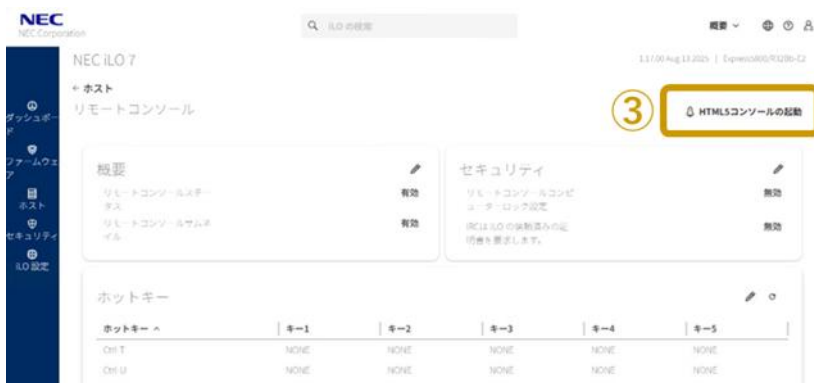 NEC
NEC Corporation
iLO の検索
概要
NEC iLO 7
1.17.00 Aug 13 2025 | Express5800/R120b-E2
← ホスト
リモートコンソール
③
HTML5コンソールの起動
ダッシュボー
ド
ファームウェ
ア
ホスト
セキュリティ
iLO 設定
概要
リモートコンソールステー
タス
有効
リモートコンソールサムネ
イル
有効
セキュリティ
リモートコンソールコンピ
ューターロック設定
無効
IRCは iLO の信頼済みの証
明書を要求します。
無効
ホットキー
ホットキー キー1 キー2 キー3 キー4 キー5
Ctrl T NONE NONE NONE NONE NONE
Ctrl U NONE NONE NONE NONE NONE